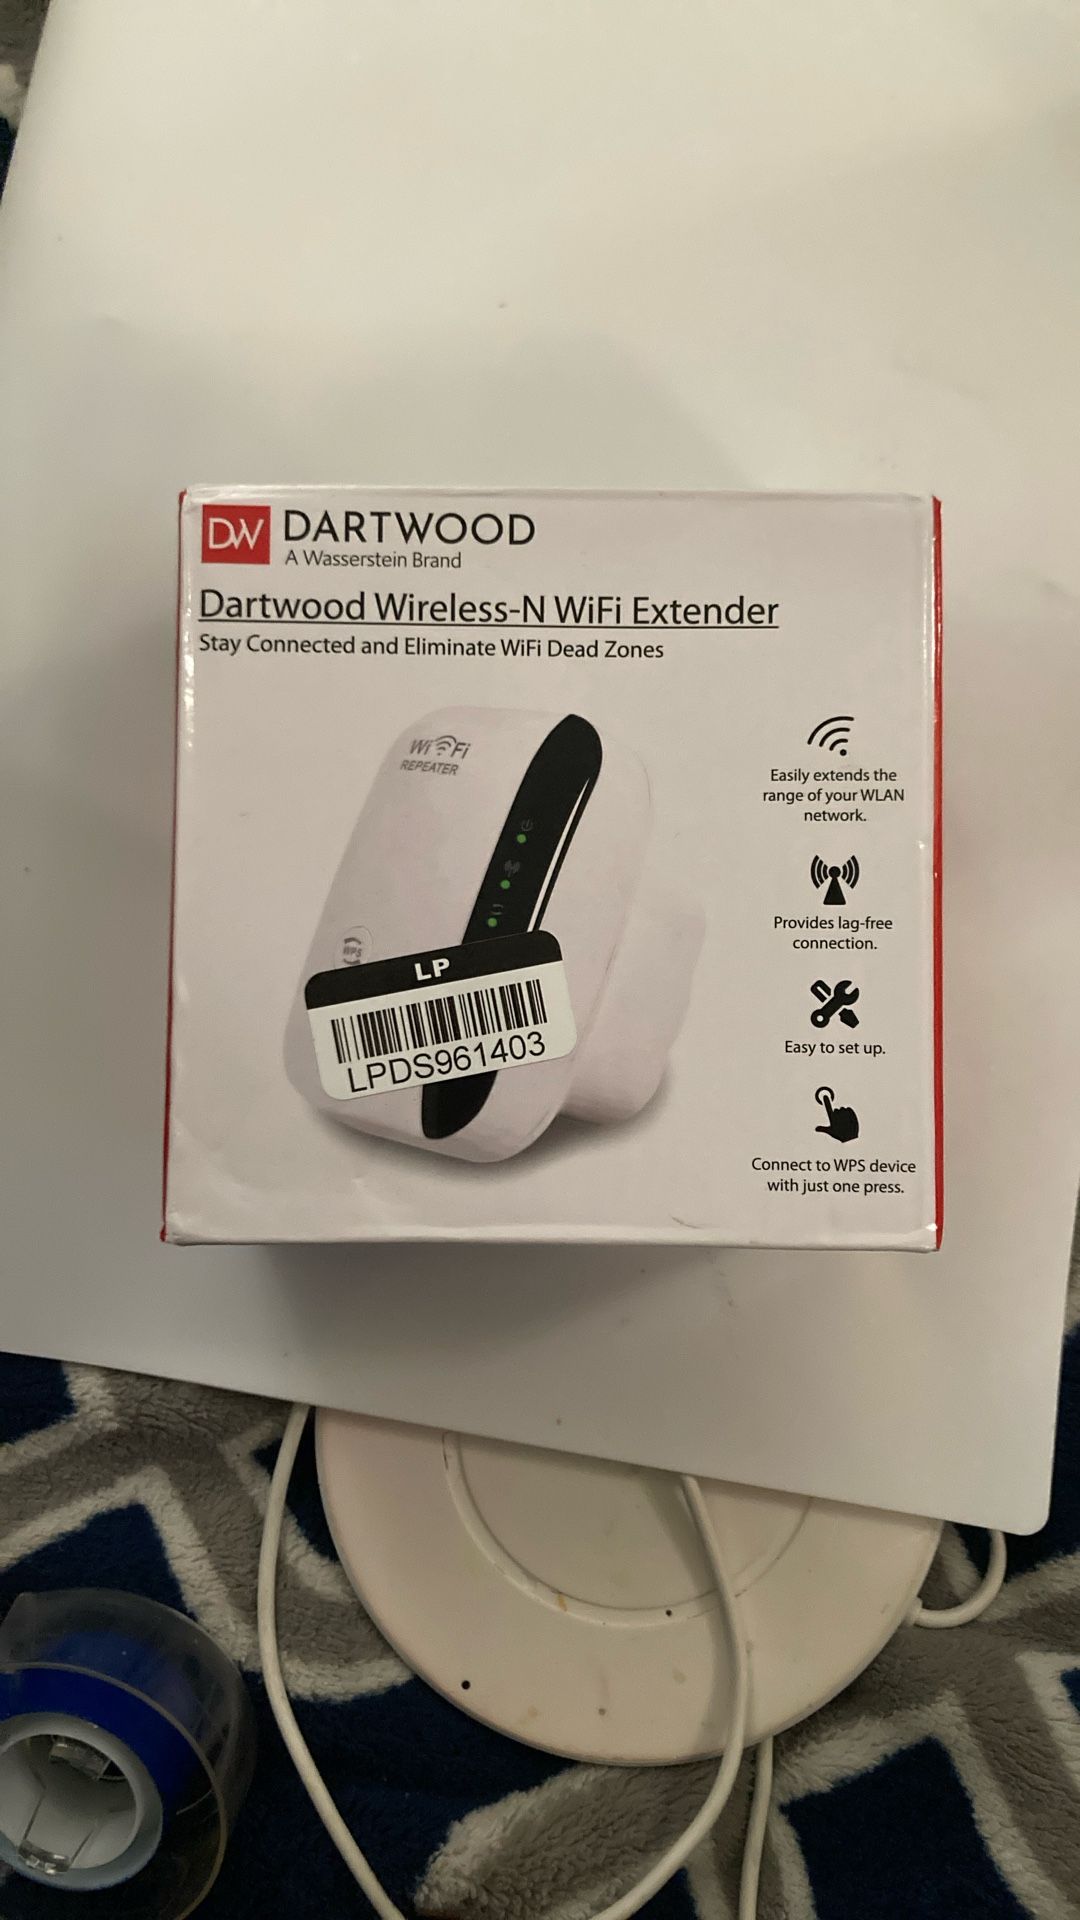 DW DARTWOOD
A Wasserstein Brand
Dartwood Wireless-N WiFi Extender
Stay Connected and Eliminate WiFi Dead Zones
WiFi
REPEATER
WPS
LP
LPDS961403
Easily extends the
range of your WLAN
network.
Provides lag-free
connection.
Easy to set up.
Connect to WPS device
with just one press.